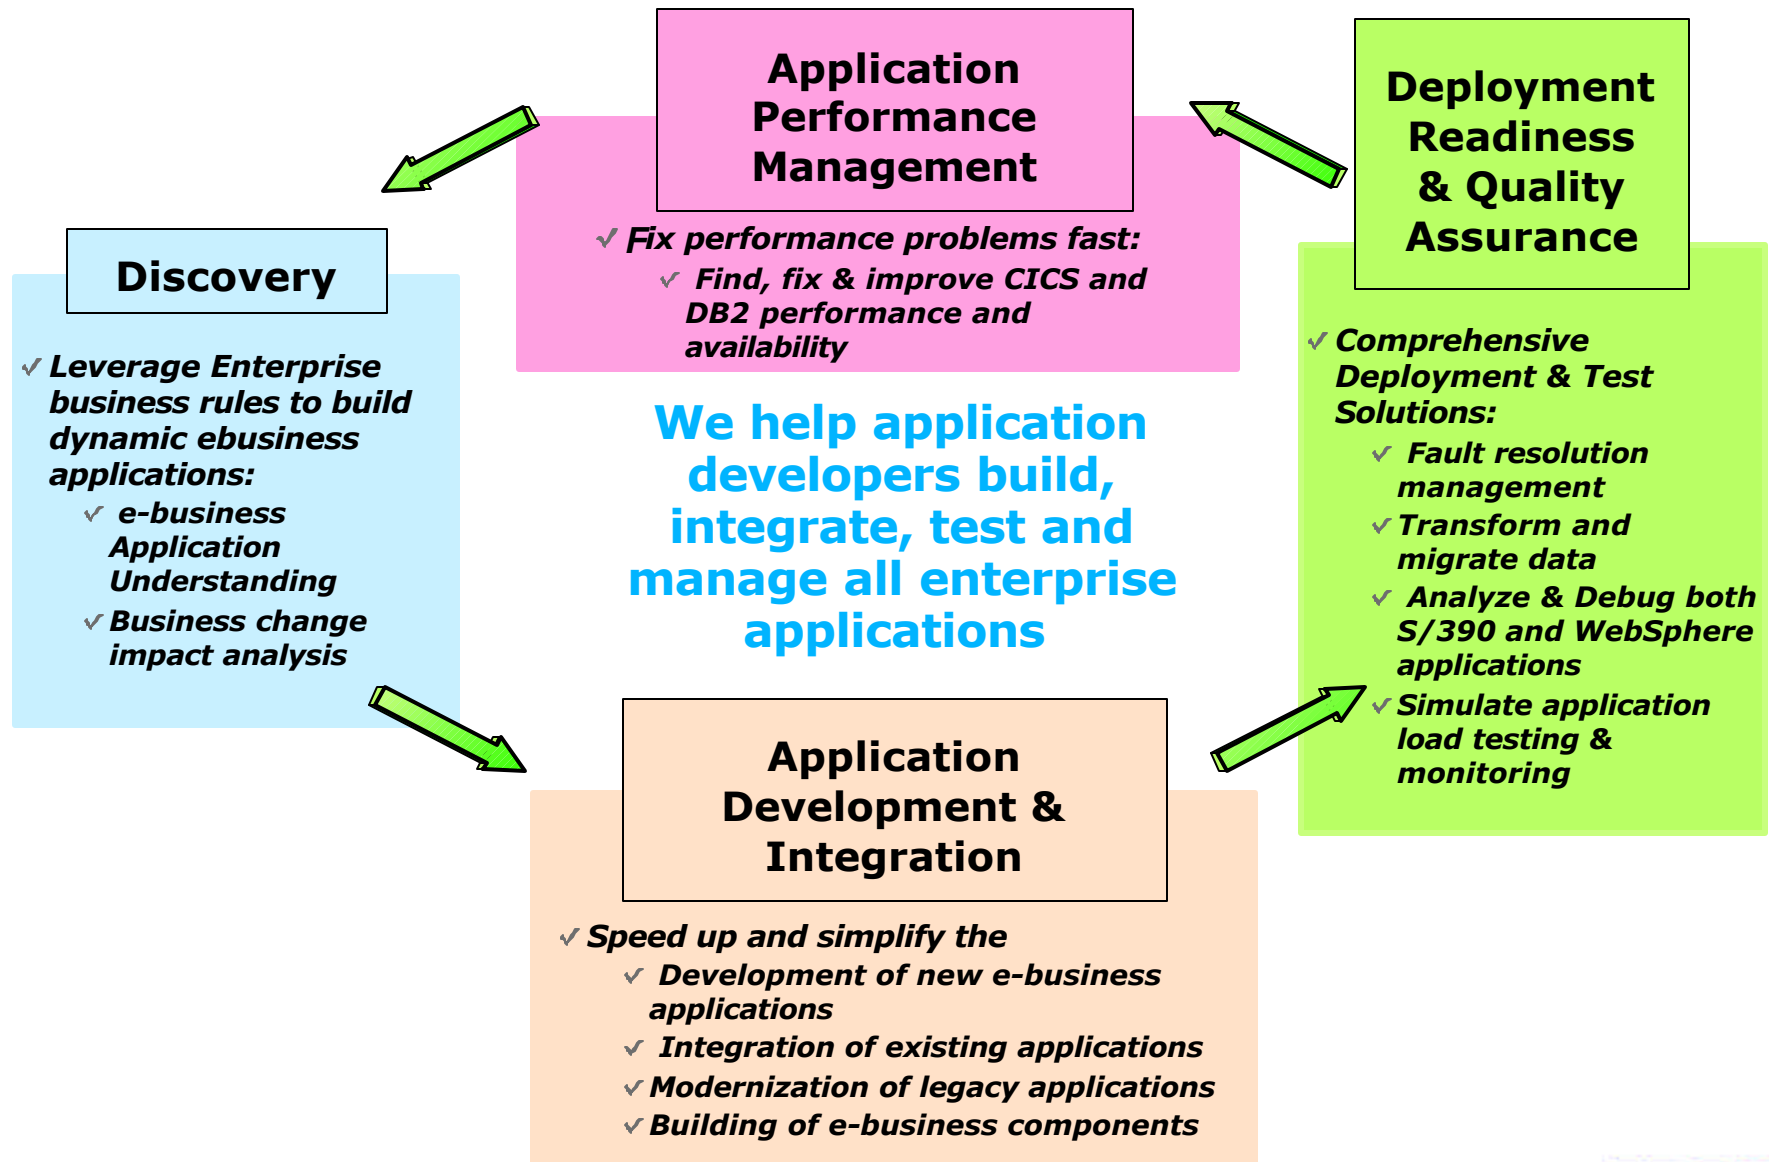 Application
Performance
Management
Fix performance problems fast:
Find, fix & improve CICS and
DB2 performance and
availability
Deployment
Readiness
& Quality
Assurance
Comprehensive
Deployment & Test
Solutions:
Fault resolution
management
Transform and
migrate data
Analyze & Debug both
S/390 and WebSphere
applications
Simulate application
load testing &
monitoring
Discovery
Leverage Enterprise
business rules to build
dynamic ebusiness
applications:
e-business
Application
Understanding
Business change
impact analysis
We help application
developers build,
integrate, test and
manage all enterprise
applications
Application
Development &
Integration
Speed up and simplify the
Development of new e-business
applications
Integration of existing applications
Modernization of legacy applications
Building of e-business components